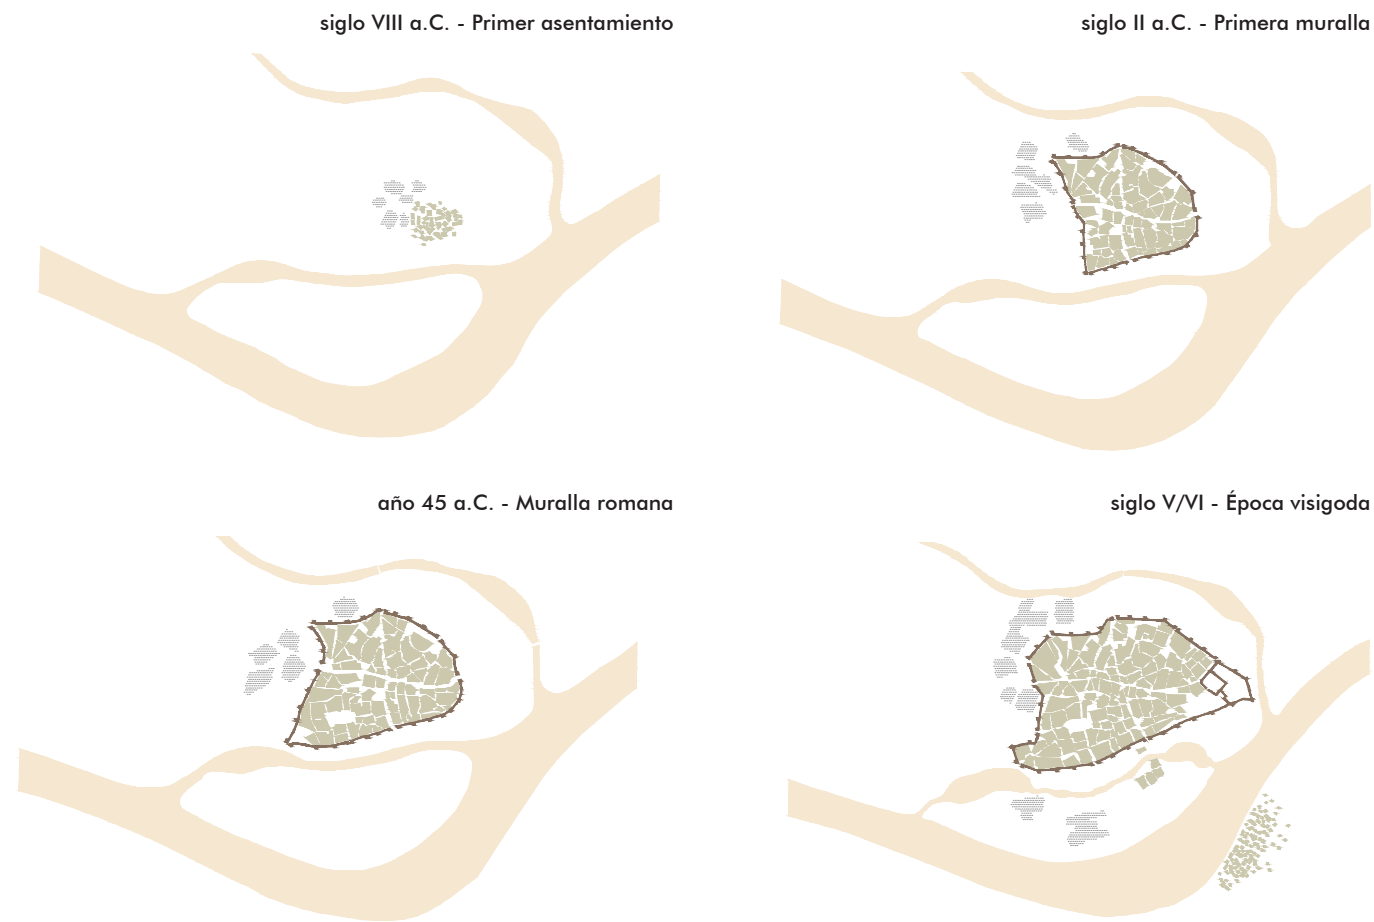 siglo VIII a.C. - Primer asentamiento
siglo II a.C. - Primera muralla
año 45 a.C. - Muralla romana
siglo V/VI - Época visigoda